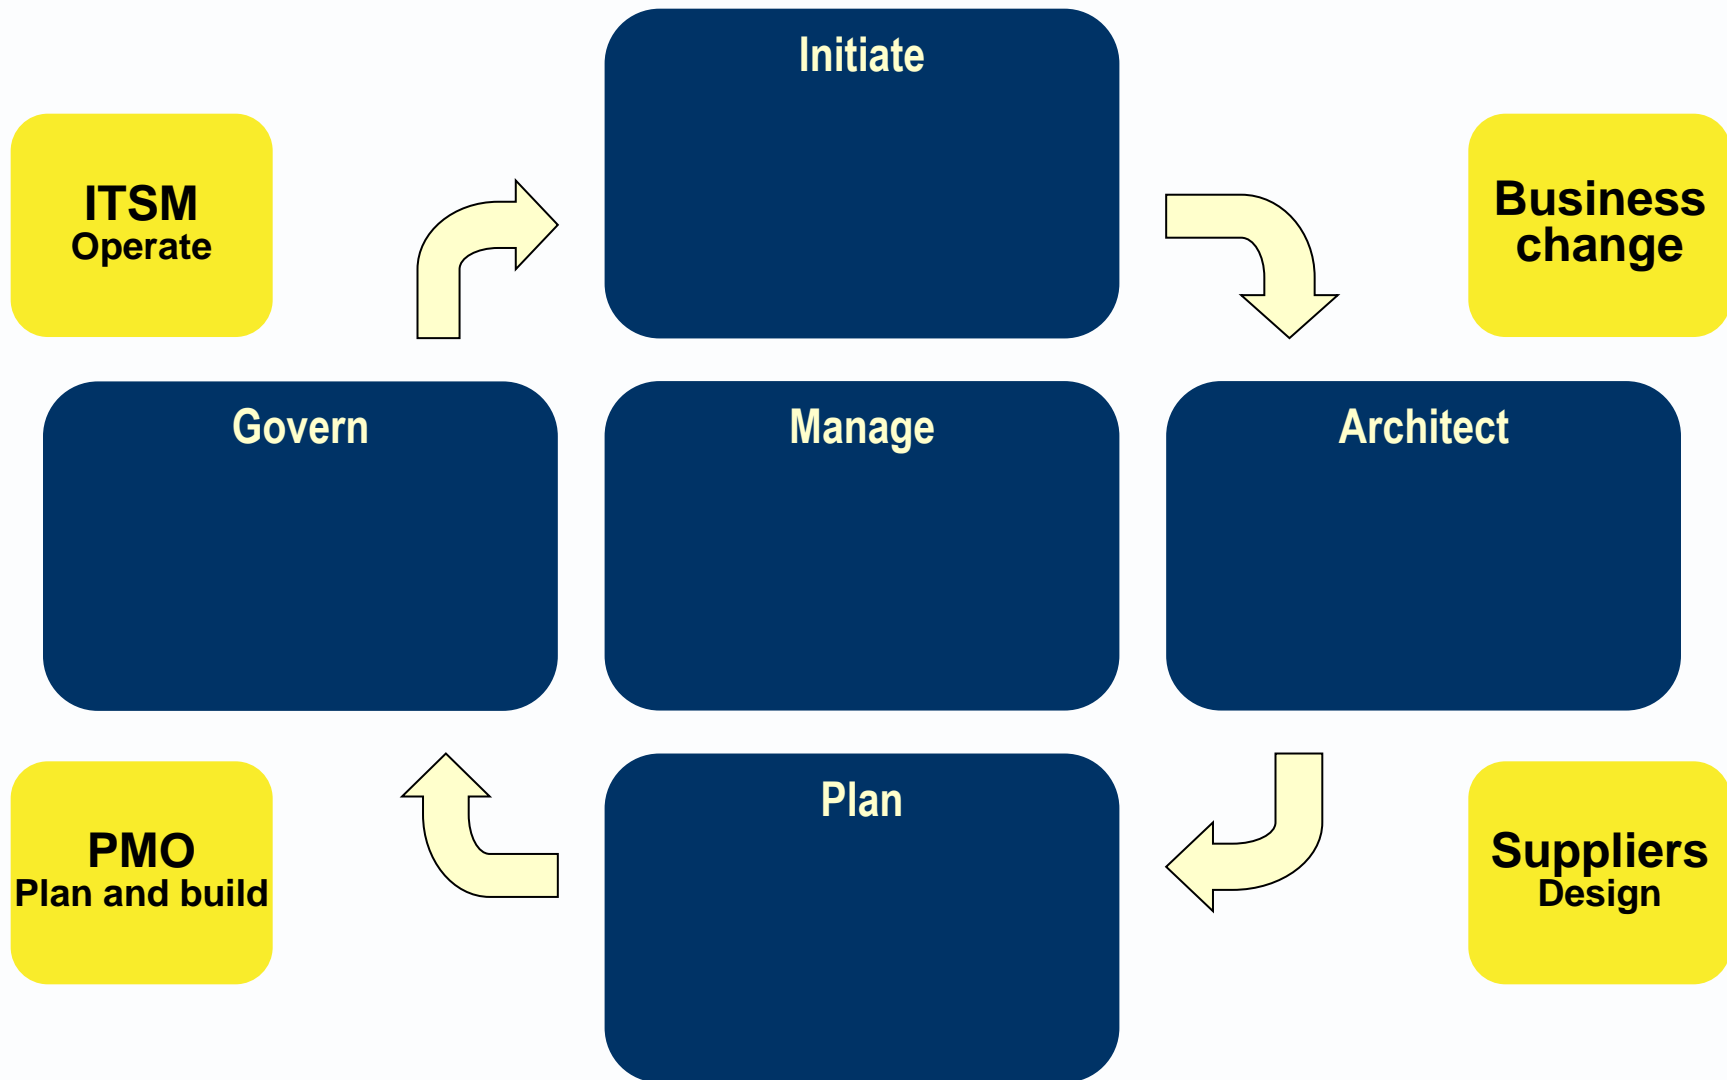 Initiate
ITSM
Operate
Business
change
Govern
Manage
Architect
PMO
Plan and build
Plan
Suppliers
Design